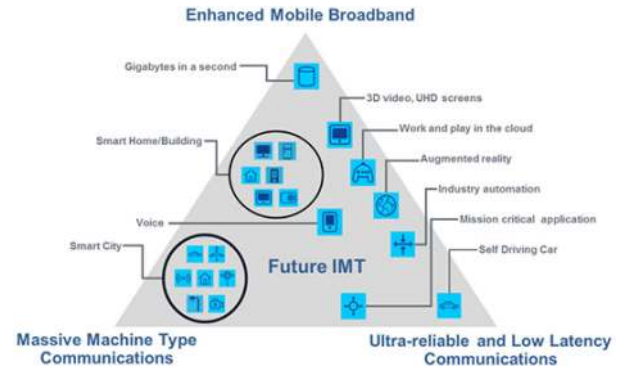 Enhanced Mobile Broadband
Gigabytes in a second
3D video, UHD screens
Smart Home/Building
Work and play in the cloud
Augmented reality
Industry automation
Voice
Mission critical application
Smart City
Self Driving Car
Future IMT
Massive Machine Type
Communications
Ultra-reliable and Low Latency
Communications